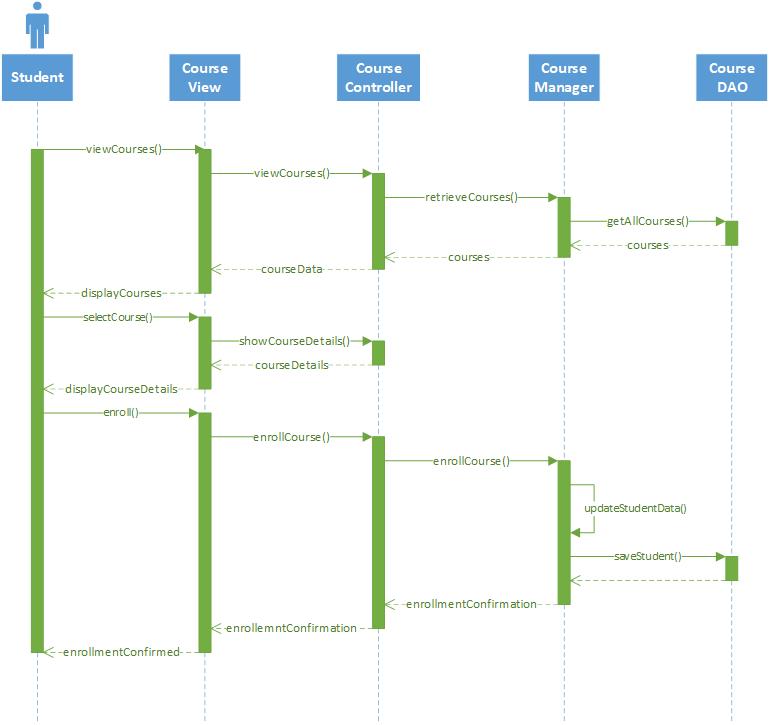 Student
Course
View
Course
Controller
Course
Manager
Course
DAO
viewCourses()
viewCourses()
retrieveCourses()
getAllCourses()
courses
courses
courseData
displayCourses
selectCourse()
showCourseDetails()
courseDetails
displayCourseDetails
enroll()
enrollCourse()
enrollCourse()
updateStudentData()
saveStudent()
enrollmentConfirmation
enrollemntConfirmation
enrollmentConfirmed